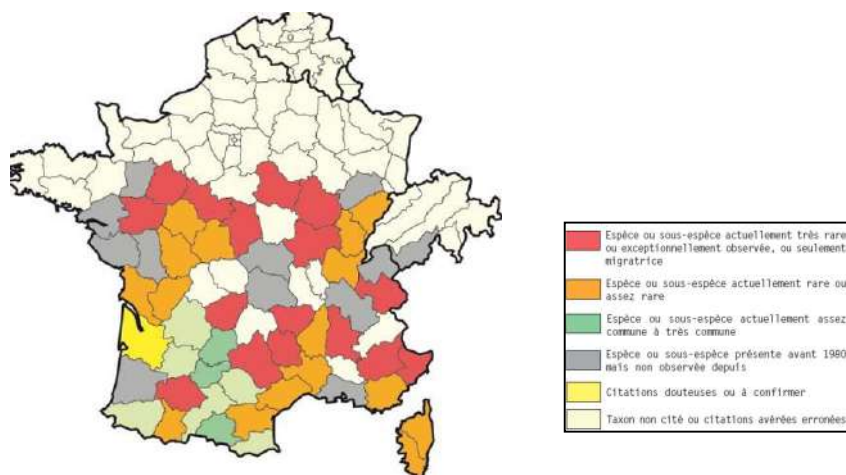 Espèce ou sous-espèce actuellement très rare
ou exceptionnellement observée, ou seulement
migratrice
Espèce ou sous-espèce actuellement rare ou
assez rare
Espèce ou sous-espèce actuellement assez
commune à très commune
Espèce ou sous-espèce présente avant 1980
mais non observée depuis
Citations douteuses ou à confirmer
Taxon non cité ou citations avérées erronées